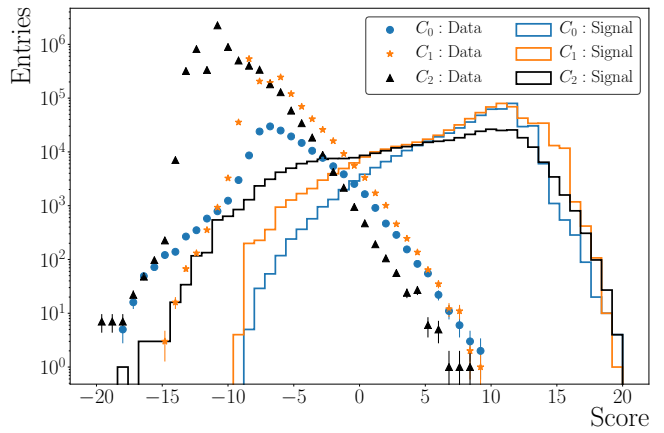 Entries
10⁶
10⁵
10⁴
10³
10²
10¹
10⁰
C₀ : Data
C₁ : Data
C₂ : Data
C₀ : Signal
C₁ : Signal
C₂ : Signal
−20 −15 −10 −5 0 5 10 15 20
Score